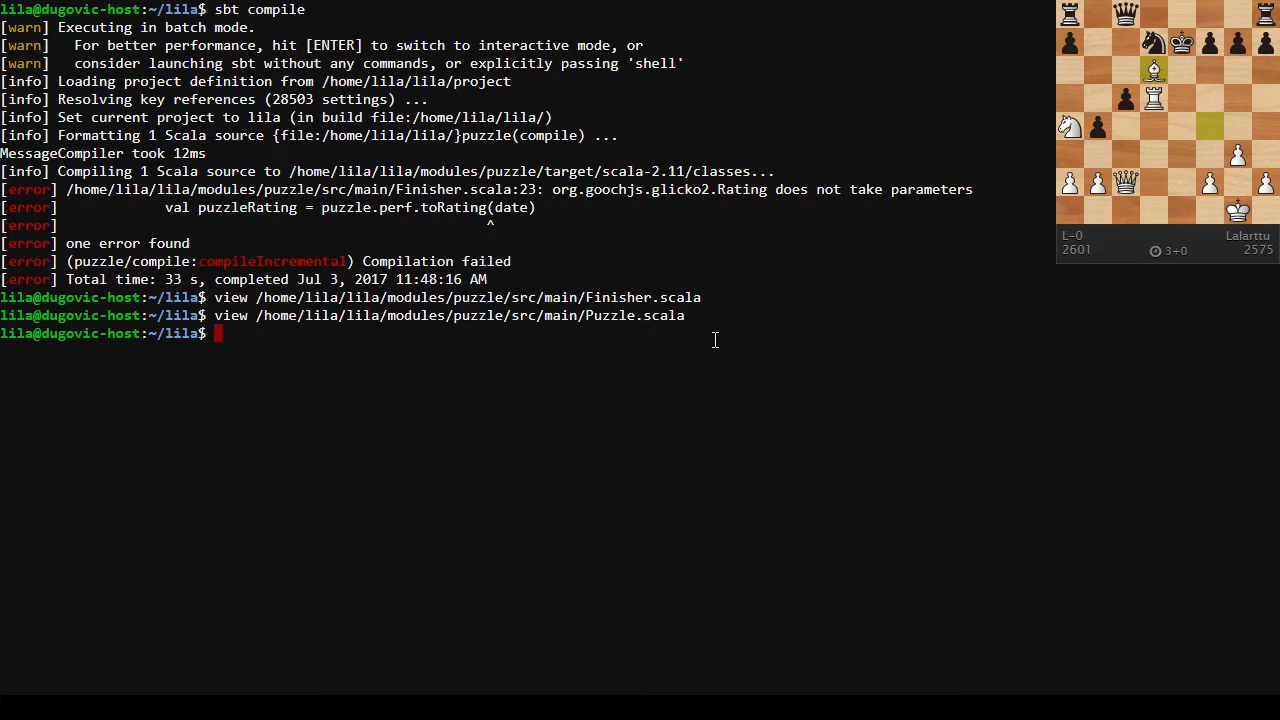 lila@dugovic-host:~/lila$ sbt compile
[warn] Executing in batch mode.
[warn]   For better performance, hit [ENTER] to switch to interactive mode, or
[warn]   consider launching sbt without any commands, or explicitly passing 'shell'
[info] Loading project definition from /home/lila/lila/project
[info] Resolving key references (28503 settings) ...
[info] Set current project to lila (in build file:/home/lila/lila/)
[info] Formatting 1 Scala source {file:/home/lila/lila/}puzzle(compile) ...
MessageCompiler took 12ms
[info] Compiling 1 Scala source to /home/lila/lila/modules/puzzle/target/scala-2.11/classes...
[error] /home/lila/lila/modules/puzzle/src/main/Finisher.scala:23: org.goochjs.glicko2.Rating does not take parameters
[error]             val puzzleRating = puzzle.perf.toRating(date)
[error]                                                    ^
[error] one error found
[error] (puzzle/compile:compileIncremental) Compilation failed
[error] Total time: 33 s, completed Jul 3, 2017 11:48:16 AM
lila@dugovic-host:~/lila$ view /home/lila/lila/modules/puzzle/src/main/Finisher.scala
lila@dugovic-host:~/lila$ view /home/lila/lila/modules/puzzle/src/main/Puzzle.scala
lila@dugovic-host:~/lila$
L-0
2601
3+0
Lalarttu
2575